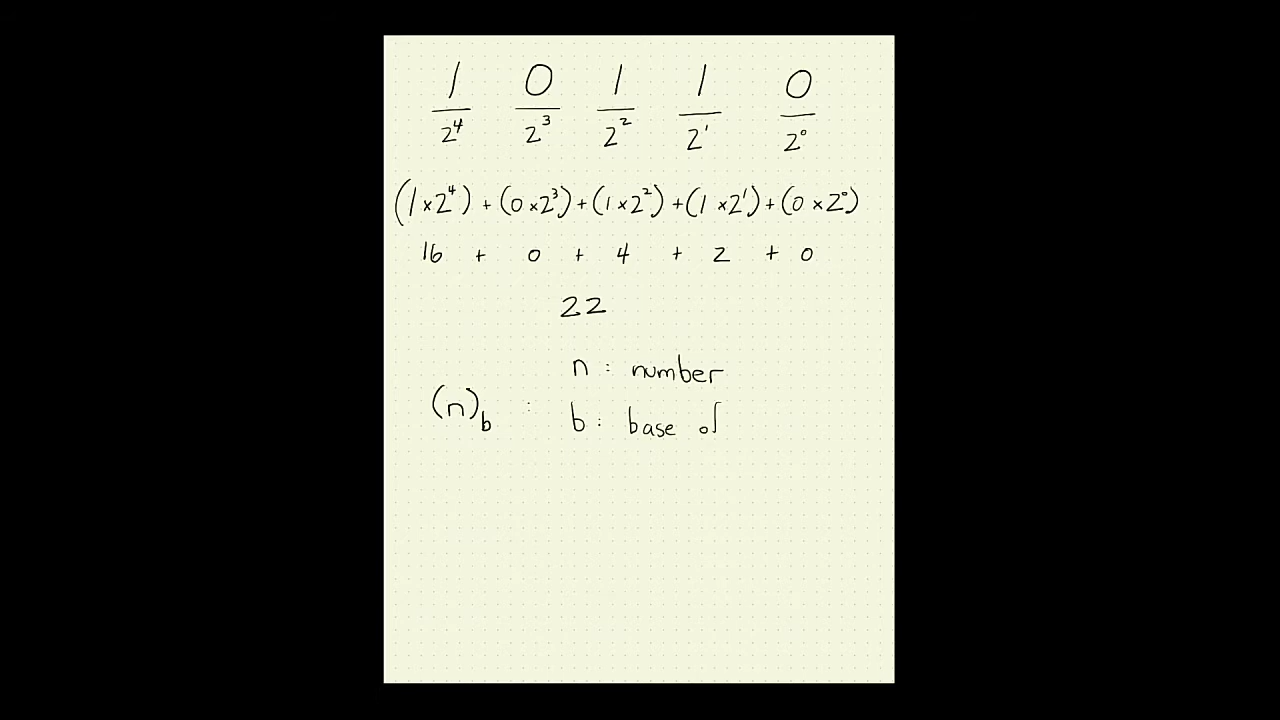 1 0 1 1 0
2⁴ 2³ 2² 2¹ 2⁰
(1×2⁴) + (0×2³) + (1×2²) + (1×2¹) + (0×2⁰)
16 + 0 + 4 + 2 + 0
22
n : number
(n)b :
b : base of